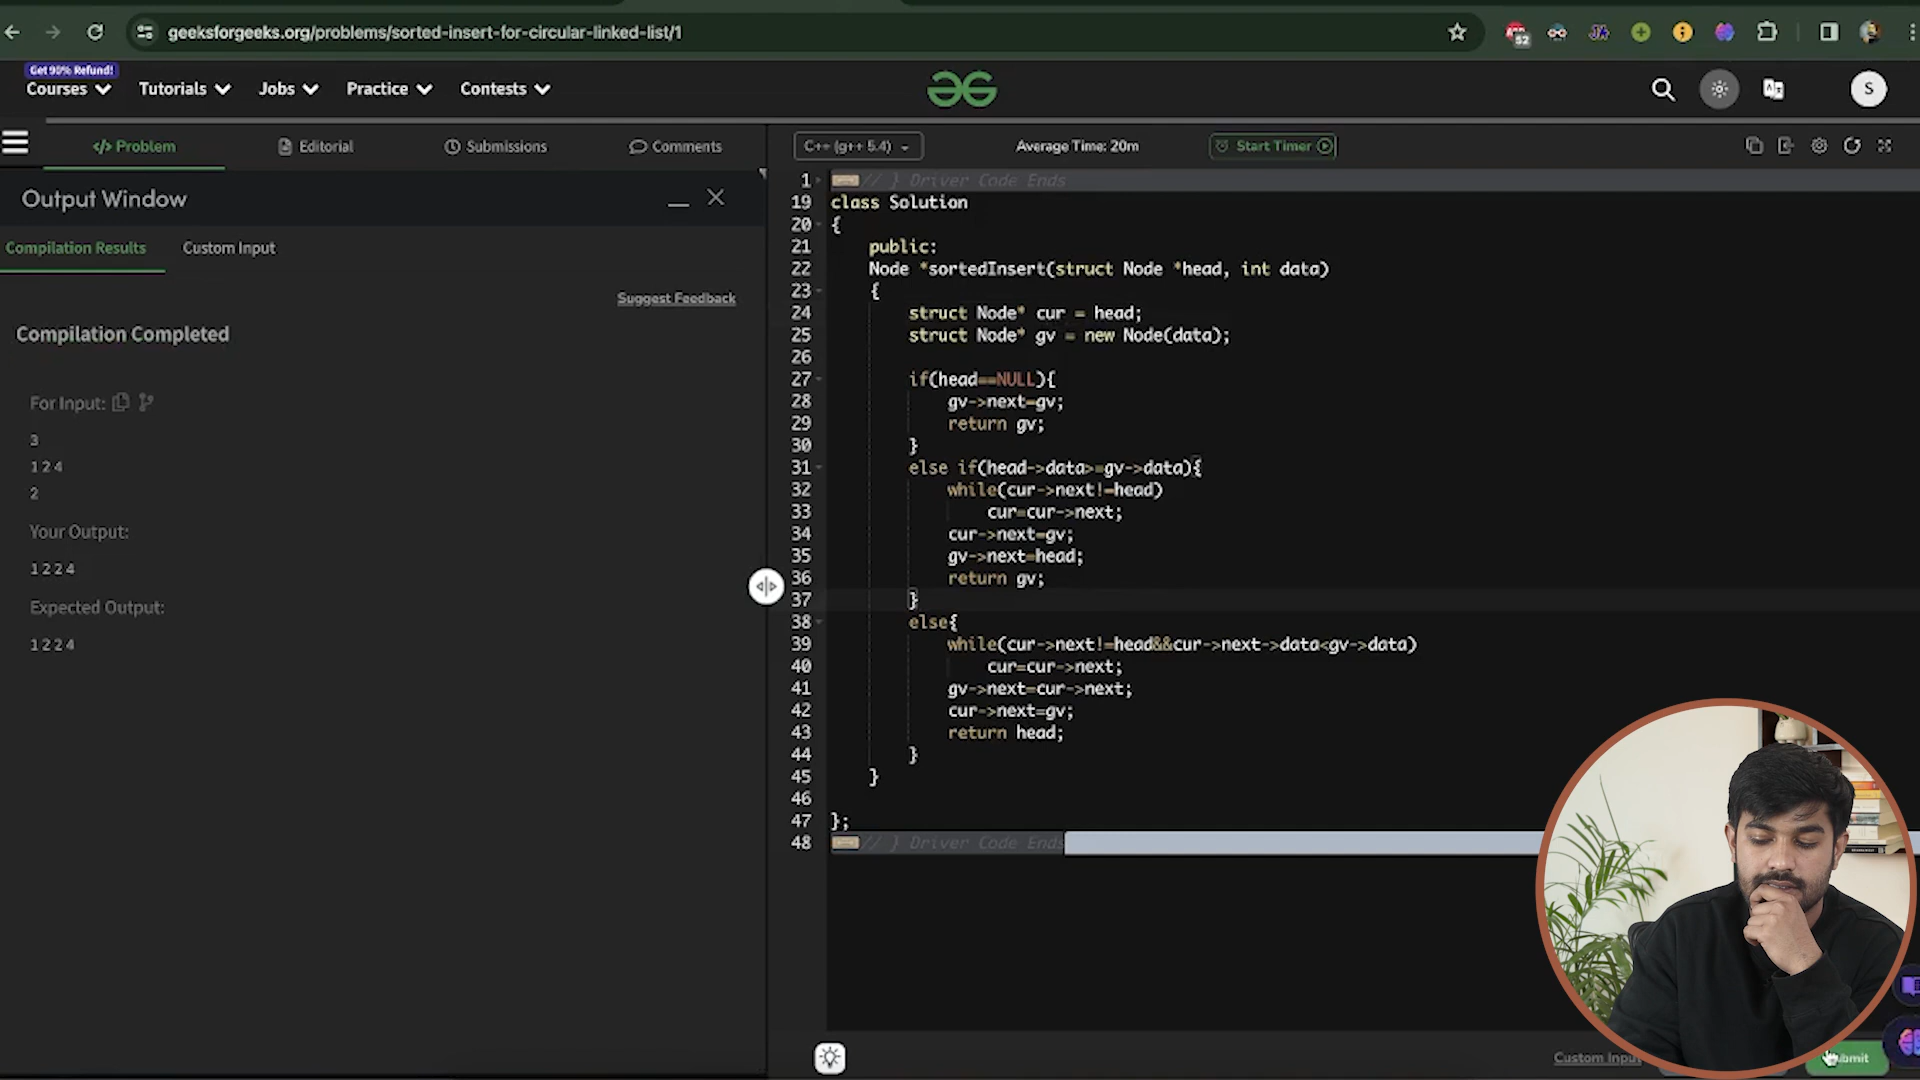 geeksforgeeks.org/problems/sorted-insert-for-circular-linked-list/1
52
Get 90% Refund!
Courses
Tutorials
Jobs
Practice
Contests
S
</> Problem
Editorial
Submissions
Comments
C++ (g++ 5.4)
Average Time: 20m
Start Timer
Output Window
Compilation Results
Custom Input
Suggest Feedback
Compilation Completed
For Input:
3
1 2 4
2
Your Output:
1 2 2 4
Expected Output:
1 2 2 4
1 // } Driver Code Ends
19 class Solution
20 {
21 public:
22 Node *sortedInsert(struct Node *head, int data)
23 {
24 struct Node* cur = head;
25 struct Node* gv = new Node(data);
26
27 if(head==NULL){
28 gv->next=gv;
29 return gv;
30 }
31 else if(head->data>=gv->data){
32 while(cur->next!=head)
33 cur=cur->next;
34 cur->next=gv;
35 gv->next=head;
36 return gv;
37 }
38 else{
39 while(cur->next!=head&&cur->next->data<gv->data)
40 cur=cur->next;
41 gv->next=cur->next;
42 cur->next=gv;
43 return head;
44 }
45 }
46
47 };
48 // } Driver Code Ends
Custom Input